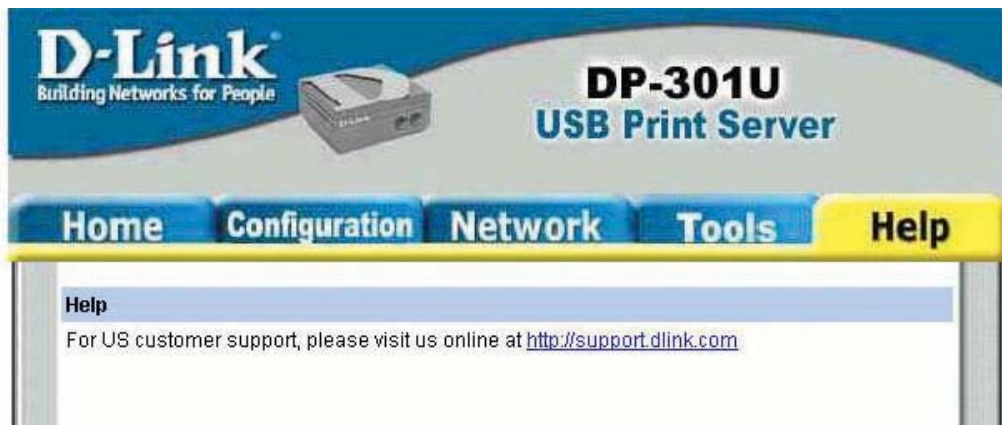 D-Link
Building Networks for People
D-Link
DP-301U
USB Print Server
Home Configuration Network Tools Help
Help
For US customer support, please visit us online at http://support.dlink.com